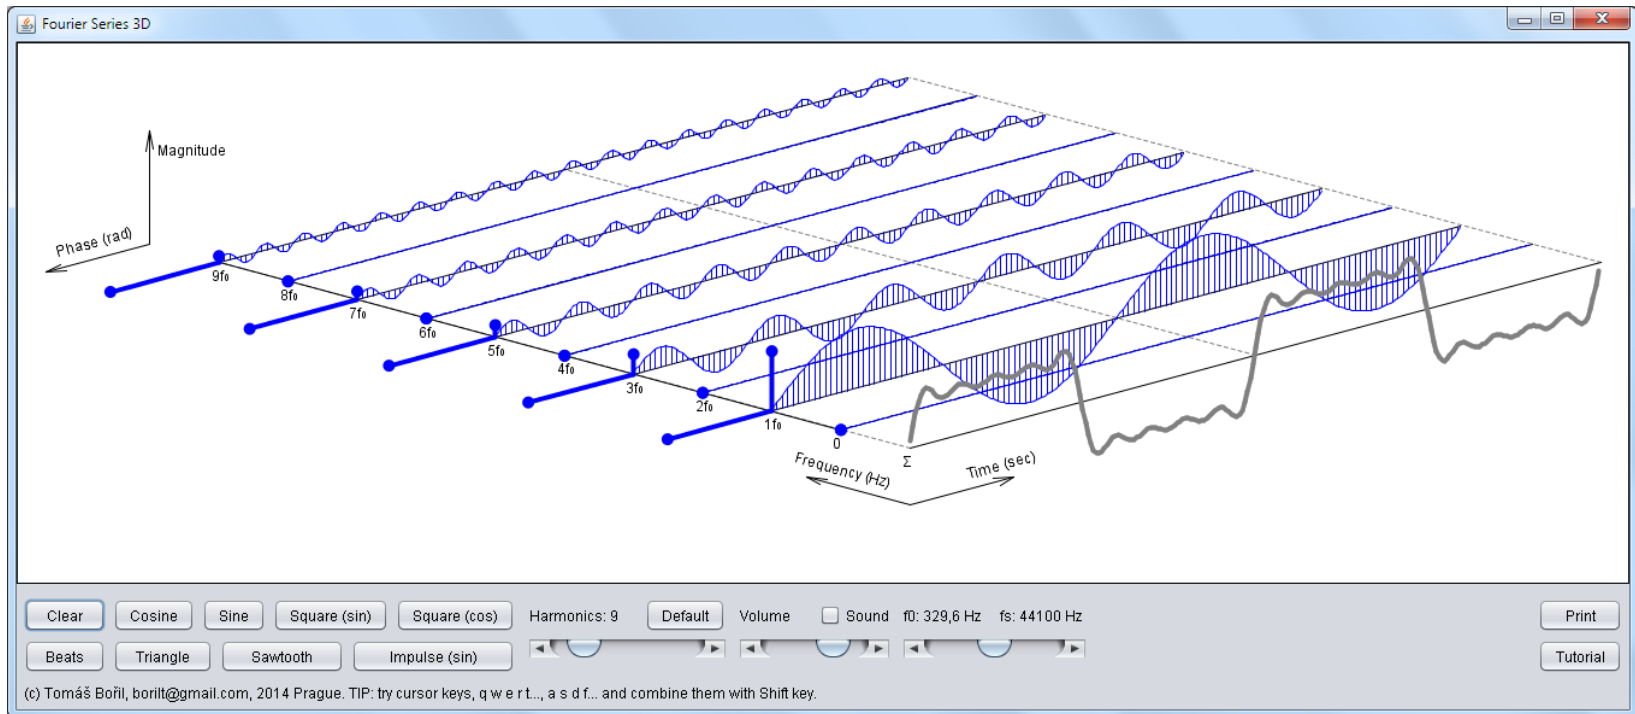 Fourier Series 3D
Magnitude
Phase (rad)
9f₀
8f₀
7f₀
6f₀
5f₀
4f₀
3f₀
2f₀
1f₀
0
Σ
Frequency (Hz)
Time (sec)
Clear Cosine Sine Square (sin) Square (cos) Harmonics: 9 Default Volume Sound f0: 329,6 Hz fs: 44100 Hz Print
Beats Triangle Sawtooth Impulse (sin) Tutorial
(c) Tomáš Bořil, borilt@gmail.com, 2014 Prague. TIP: try cursor keys, q w e r t..., a s d f... and combine them with Shift key.